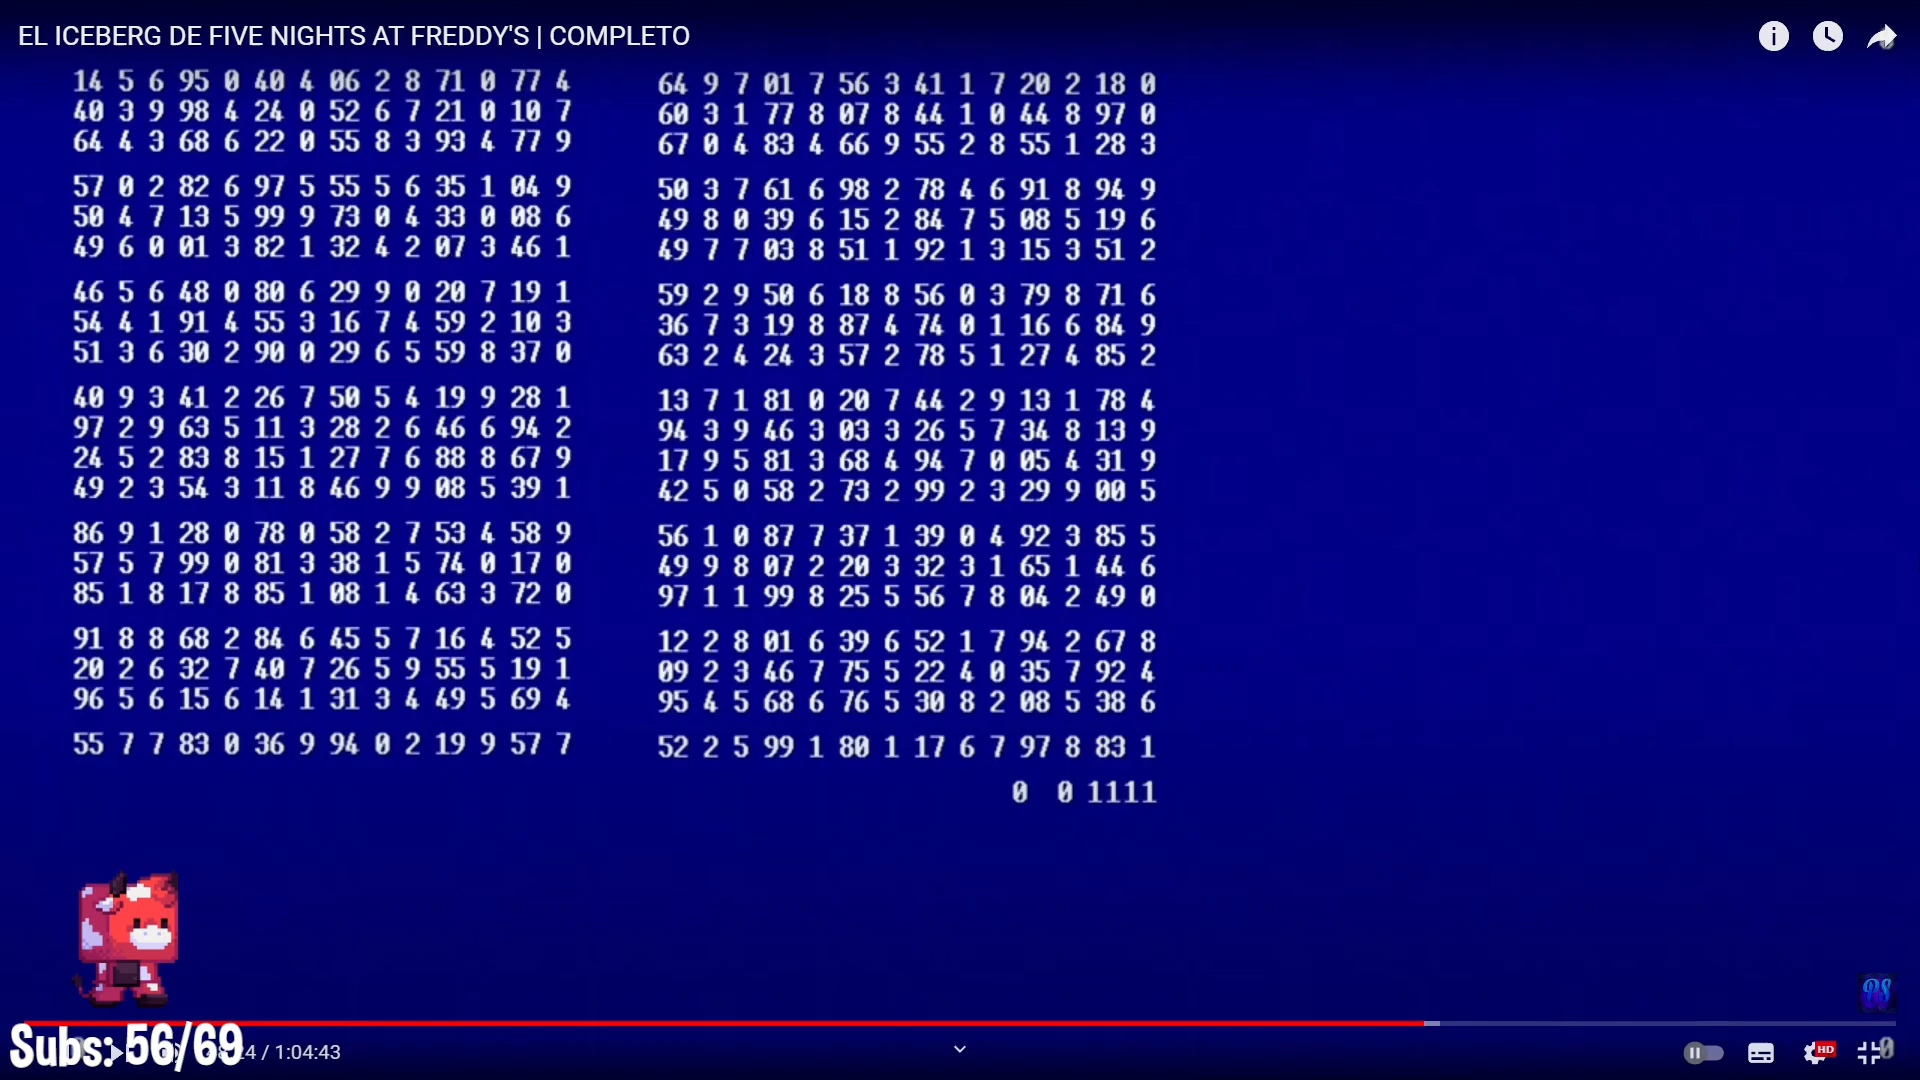 EL ICEBERG DE FIVE NIGHTS AT FREDDY'S | COMPLETO
14 5 6 95 0 40 4 06 2 8 71 0 77 4
40 3 9 98 4 24 0 52 6 7 21 0 10 7
64 4 3 68 6 22 0 55 8 3 93 4 77 9
57 0 2 82 6 97 5 55 5 6 35 1 04 9
50 4 7 13 5 99 9 73 0 4 33 0 08 6
49 6 0 01 3 82 1 32 4 2 07 3 46 1
46 5 6 48 0 80 6 29 9 0 20 7 19 1
54 4 1 91 4 55 3 16 7 4 59 2 10 3
51 3 6 30 2 90 0 29 6 5 59 8 37 0
40 9 3 41 2 26 7 50 5 4 19 9 28 1
97 2 9 63 5 11 3 28 2 6 46 6 94 2
24 5 2 83 8 15 1 27 7 6 88 8 67 9
49 2 3 54 3 11 8 46 9 9 08 5 39 1
86 9 1 28 0 78 0 58 2 7 53 4 58 9
57 5 7 99 0 81 3 38 1 5 74 0 17 0
85 1 8 17 8 85 1 08 1 4 63 3 72 0
91 8 8 68 2 84 6 45 5 7 16 4 52 5
20 2 6 32 7 40 7 26 5 9 55 5 19 1
96 5 6 15 6 14 1 31 3 4 49 5 69 4
55 7 7 83 0 36 9 94 0 2 19 9 57 7
64 9 7 01 7 56 3 41 1 7 20 2 18 0
60 3 1 77 8 07 8 44 1 0 44 8 97 0
67 0 4 83 4 66 9 55 2 8 55 1 28 3
50 3 7 61 6 98 2 78 4 6 91 8 94 9
49 8 0 39 6 15 2 84 7 5 08 5 19 6
49 7 7 03 8 51 1 92 1 3 15 3 51 2
59 2 9 50 6 18 8 56 0 3 79 8 71 6
36 7 3 19 8 87 4 74 0 1 16 6 84 9
63 2 4 24 3 57 2 78 5 1 27 4 85 2
13 7 1 81 0 20 7 44 2 9 13 1 78 4
94 3 9 46 3 03 3 26 5 7 34 8 13 9
17 9 5 81 3 68 4 94 7 0 05 4 31 9
42 5 0 58 2 73 2 99 2 3 29 9 00 5
56 1 0 87 7 37 1 39 0 4 92 3 85 5
49 9 8 07 2 20 3 32 3 1 65 1 44 6
97 1 1 99 8 25 5 56 7 8 04 2 49 0
12 2 8 01 6 39 6 52 1 7 94 2 67 8
09 2 3 46 7 75 5 22 4 0 35 7 92 4
95 4 5 68 6 76 5 30 8 2 08 5 38 6
52 2 5 99 1 80 1 17 6 7 97 8 83 1
0 0 1111
Subs: 56/69
/ 1:04:43
HD
0